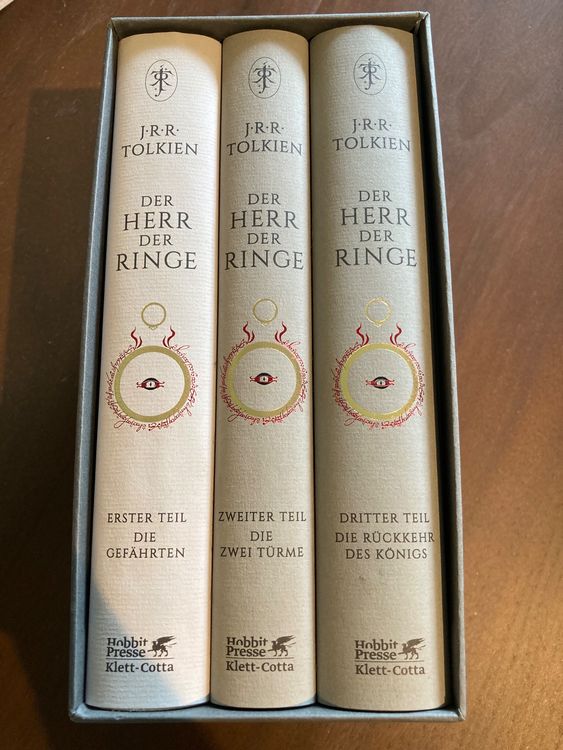 J·R·R·
TOLKIEN
DER
HERR
DER
RINGE
ERSTER TEIL
DIE
GEFÄHRTEN
Hobbit
Presse
Klett-Cotta
J·R·R·
TOLKIEN
DER
HERR
DER
RINGE
ZWEITER TEIL
DIE
ZWEI TÜRME
Hobbit
Presse
Klett-Cotta
J·R·R·
TOLKIEN
DER
HERR
DER
RINGE
DRITTER TEIL
DIE RÜCKKEHR
DES KÖNIGS
Hobbit
Presse
Klett-Cotta